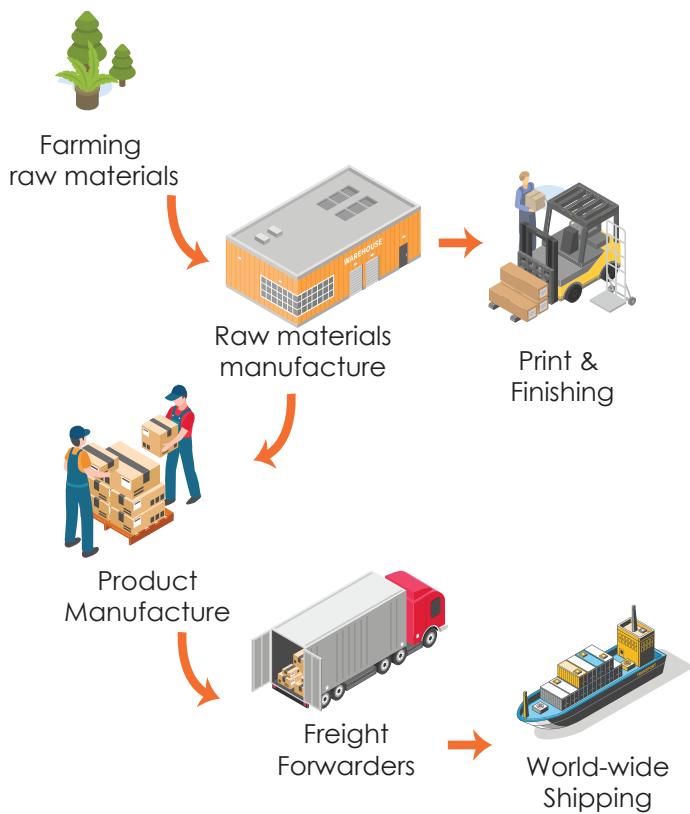 Farming
raw materials
WAREHOUSE
Raw materials
manufacture
Print &
Finishing
Product
Manufacture
Freight
Forwarders
World-wide
Shipping